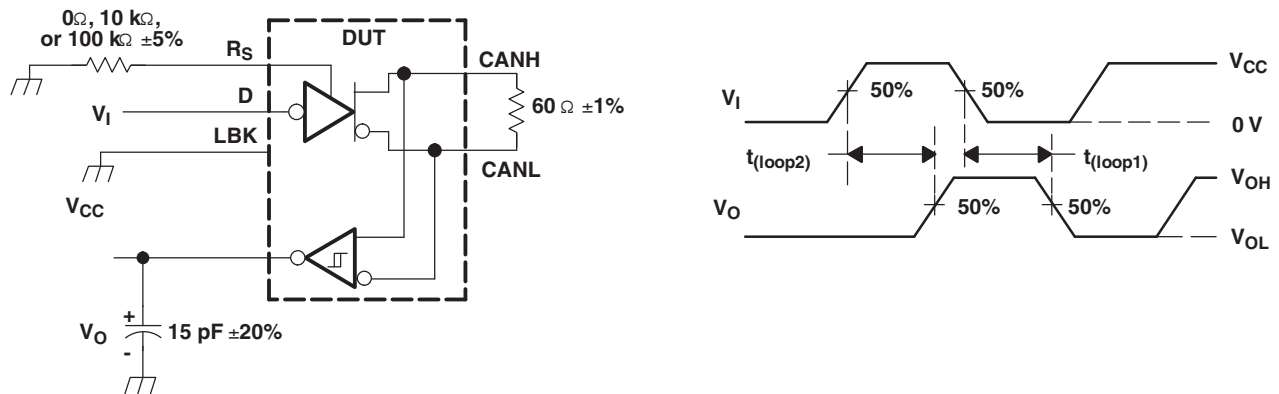 0Ω, 10 kΩ,
or 100 kΩ ±5%
DUT
RS
CANH
D
VI
60 Ω ±1%
LBK
CANL
VCC
VO
+
-
15 pF ±20%
VCC
VI
50%
50%
0 V
t(loop2)
t(loop1)
VOH
VO
50%
50%
VOL